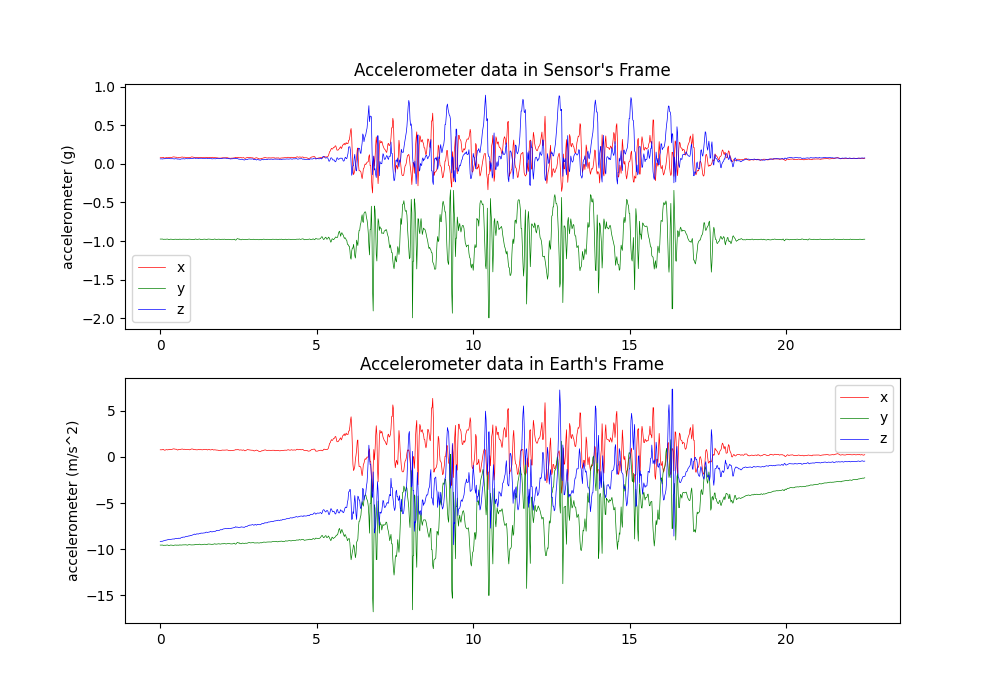 Accelerometer data in Sensor's Frame
accelerometer (g)
1.0
0.5
0.0
−0.5
−1.0
−1.5
−2.0
x
y
z
0 5 10 15 20
Accelerometer data in Earth's Frame
accelerometer (m/s^2)
5
0
−5
−10
−15
x
y
z
0 5 10 15 20